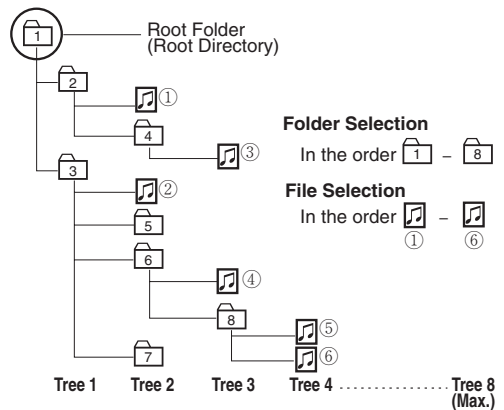 1
Root Folder
(Root Directory)
2
①
4
③
Folder Selection
In the order 1 – 8
3
②
File Selection
In the order – 
① ⑥
5
6
④
8
⑤
⑥
7
Tree 1 Tree 2 Tree 3 Tree 4 ............... Tree 8
(Max.)